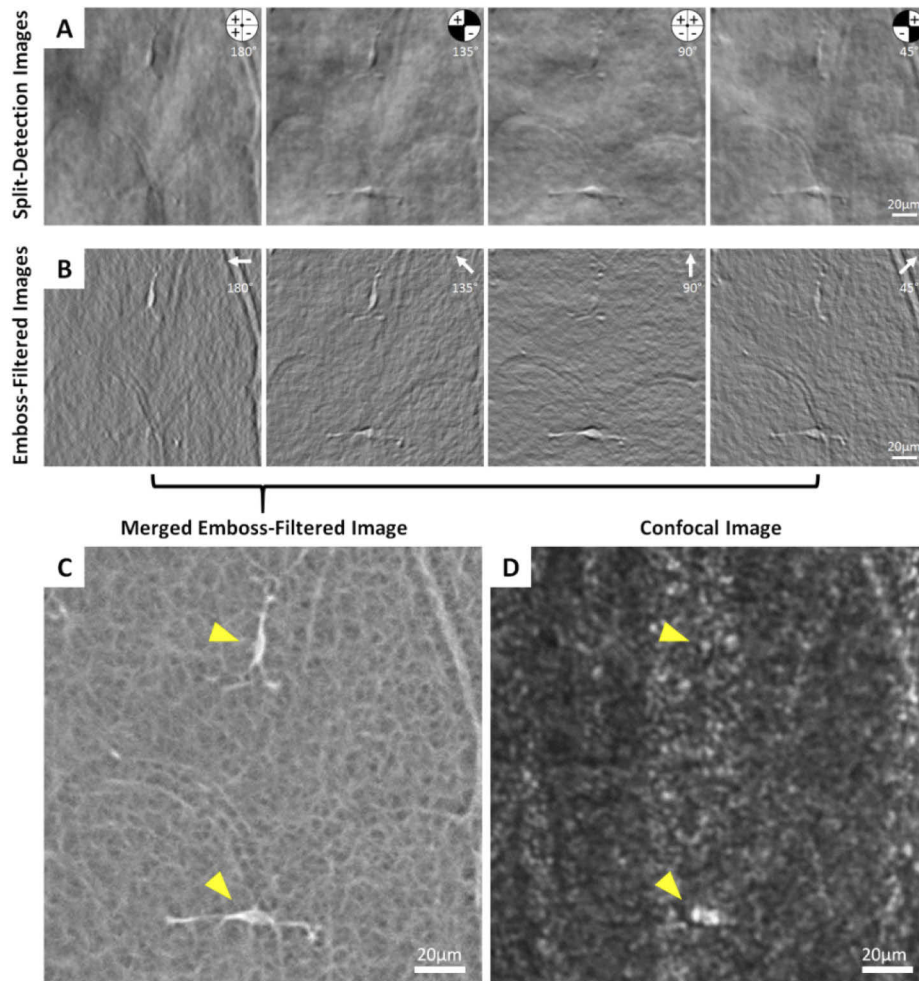 Split-Detection Images
A
+ - + -
180°
+ -
135°
+ + - -
90°
+ -
45°
20μm
Emboss-Filtered Images
B
180°
135°
90°
45°
20μm
Merged Emboss-Filtered Image
Confocal Image
C
20μm
D
20μm